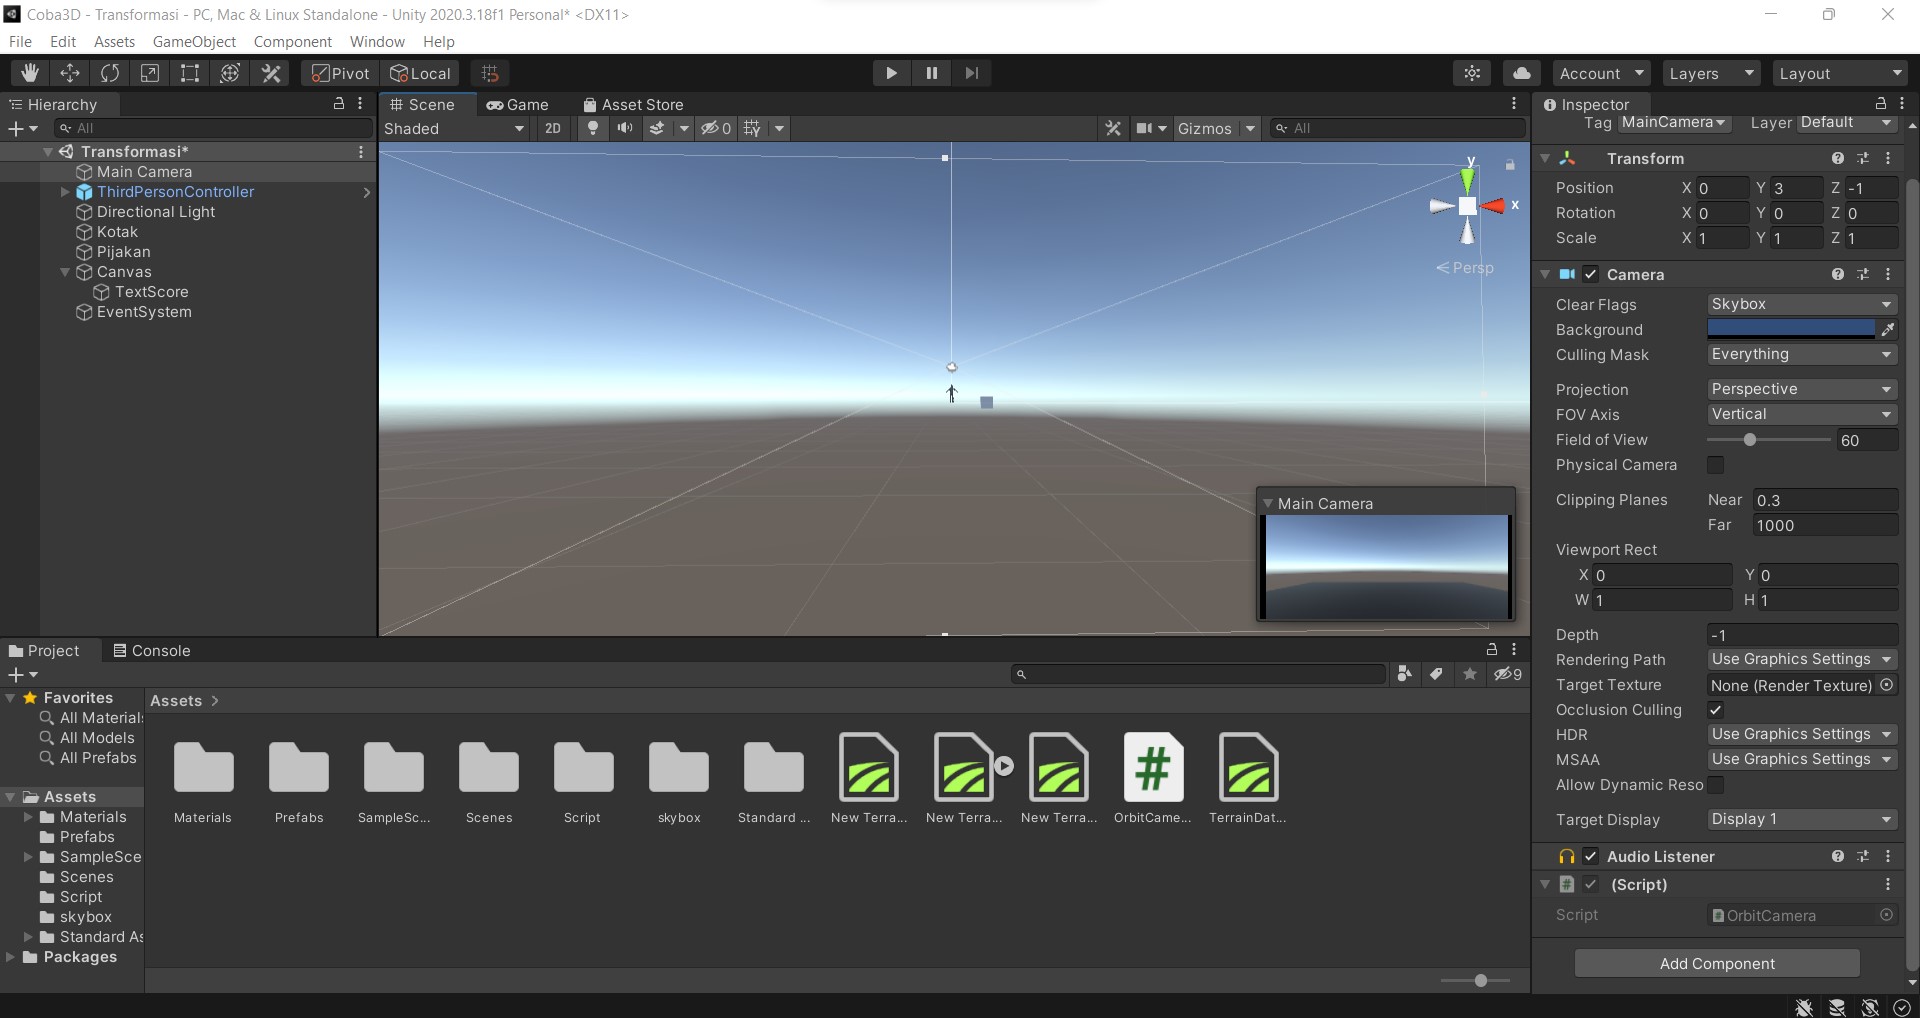 Coba3D - Transformasi - PC, Mac & Linux Standalone - Unity 2020.3.18f1 Personal* <DX11>
File Edit Assets GameObject Component Window Help
Pivot Local Account Layers Layout
Hierarchy
All
Transformasi*
Main Camera
ThirdPersonController
Directional Light
Kotak
Pijakan
Canvas
TextScore
EventSystem
Scene Game Asset Store
Shaded 2D 0 Gizmos All
y
x
Persp
Main Camera
Inspector
Tag MainCamera Layer Default
Transform
Position X 0 Y 3 Z -1
Rotation X 0 Y 0 Z 0
Scale X 1 Y 1 Z 1
Camera
Clear Flags Skybox
Background
Culling Mask Everything
Projection Perspective
FOV Axis Vertical
Field of View 60
Physical Camera
Clipping Planes Near 0.3
Far 1000
Viewport Rect
X 0 Y 0
W 1 H 1
Depth -1
Rendering Path Use Graphics Settings
Target Texture None (Render Texture)
Occlusion Culling
HDR Use Graphics Settings
MSAA Use Graphics Settings
Allow Dynamic Reso
Target Display Display 1
Audio Listener
(Script)
Script OrbitCamera
Add Component
Project Console
9
Favorites
All Material
All Models
All Prefabs
Assets
Materials
Prefabs
SampleSce
Scenes
Script
skybox
Standard As
Packages
Assets >
Materials Prefabs SampleSc... Scenes Script skybox Standard ... New Terra... New Terra... New Terra... OrbitCame... TerrainDat...